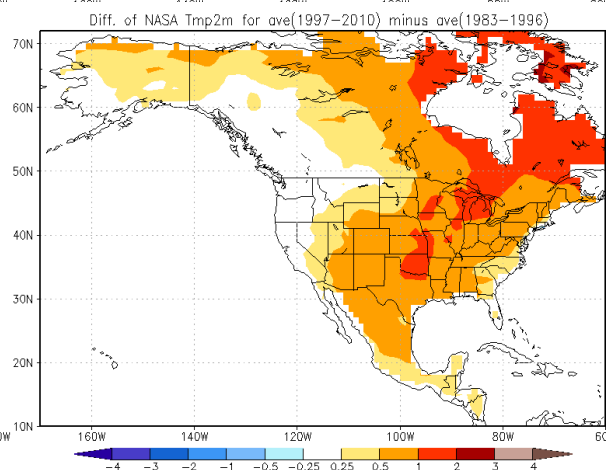 Diff. of NASA Tmp2m for ave(1997−2010) minus ave(1983−1996)
70N
60N
50N
40N
30N
20N
10N
160W 140W 120W 100W 80W
−4 −3 −2 −1 −0.5 −0.25 0.25 0.5 1 2 3 4